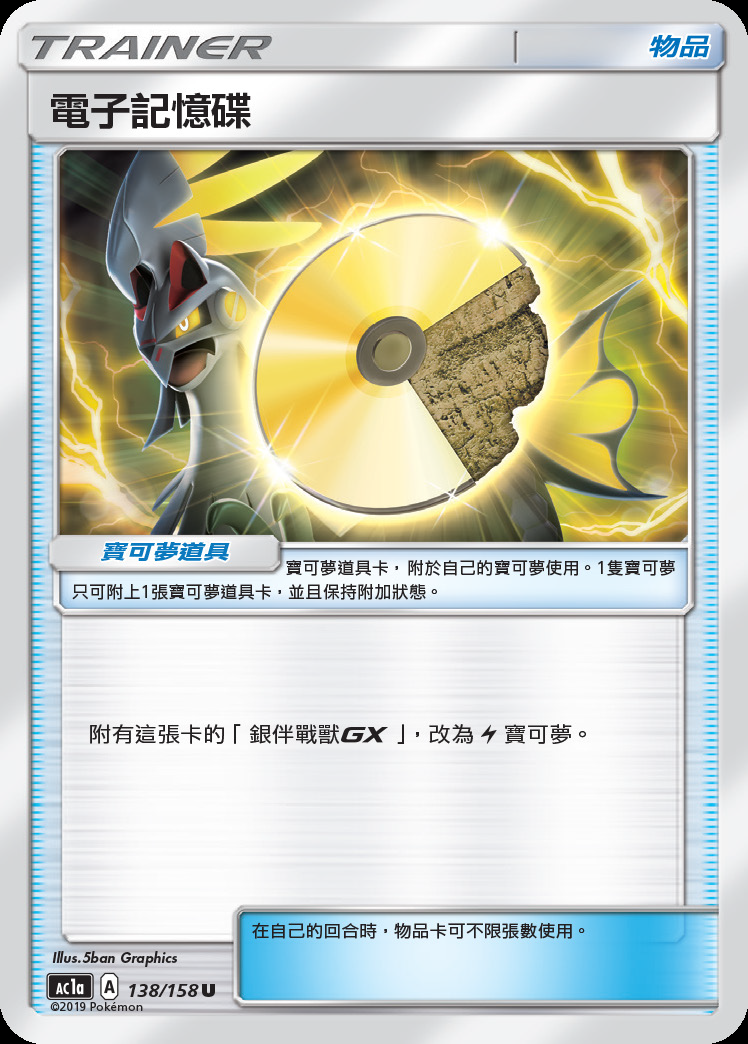 TRAINER 物品
電子記憶碟
寶可夢道具
寶可夢道具卡，附於自己的寶可夢使用。1隻寶可夢
只可附上1張寶可夢道具卡，並且保持附加狀態。
附有這張卡的「銀伴戰獸GX」，改為寶可夢。
在自己的回合時，物品卡可不限張數使用。
Illus.5ban Graphics
AC1a A 138/158 U
©2019 Pokémon